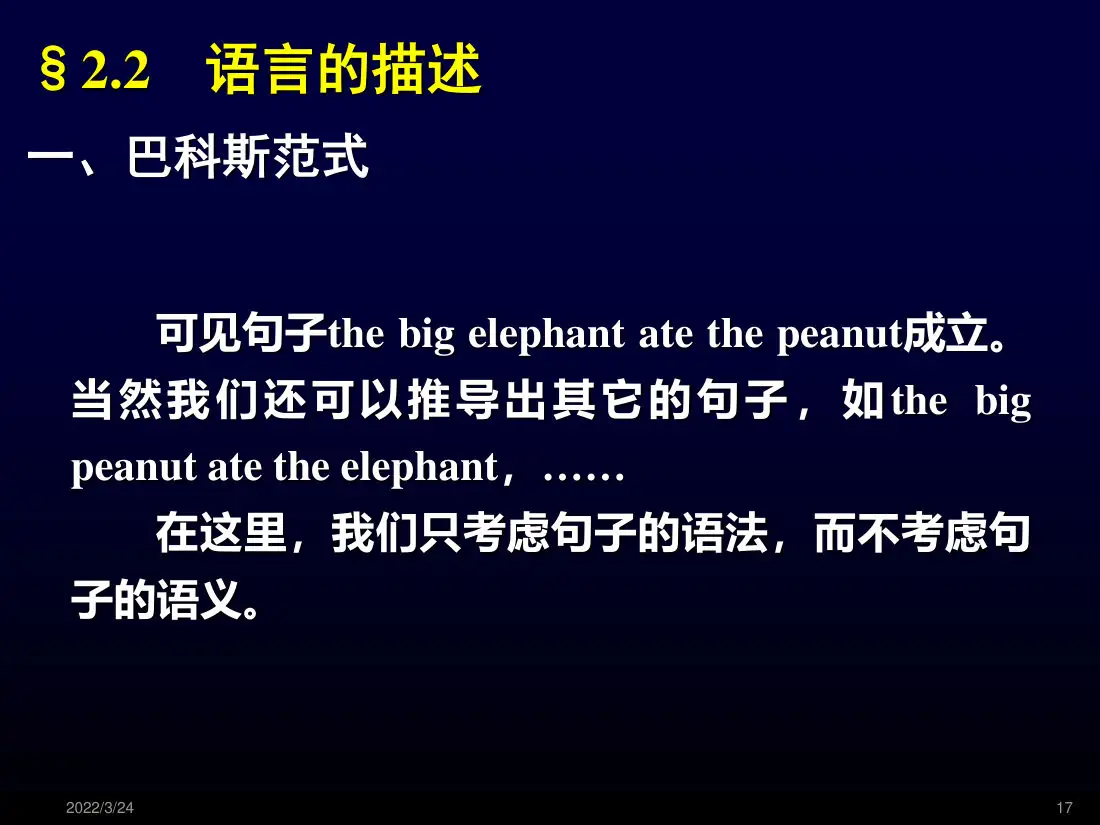 §2.2 语言的描述
一、巴科斯范式
可见句子the big elephant ate the peanut成立。
当然我们还可以推导出其它的句子，如the big
peanut ate the elephant，……
在这里，我们只考虑句子的语法，而不考虑句
子的语义。
2022/3/24
17